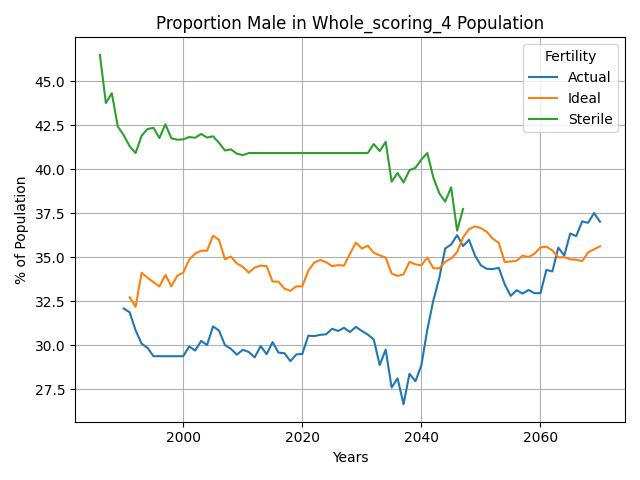 Proportion Male in Whole_scoring_4 Population
% of Population
45.0
42.5
40.0
37.5
35.0
32.5
30.0
27.5
Fertility
Actual
Ideal
Sterile
2000
2020
2040
2060
Years